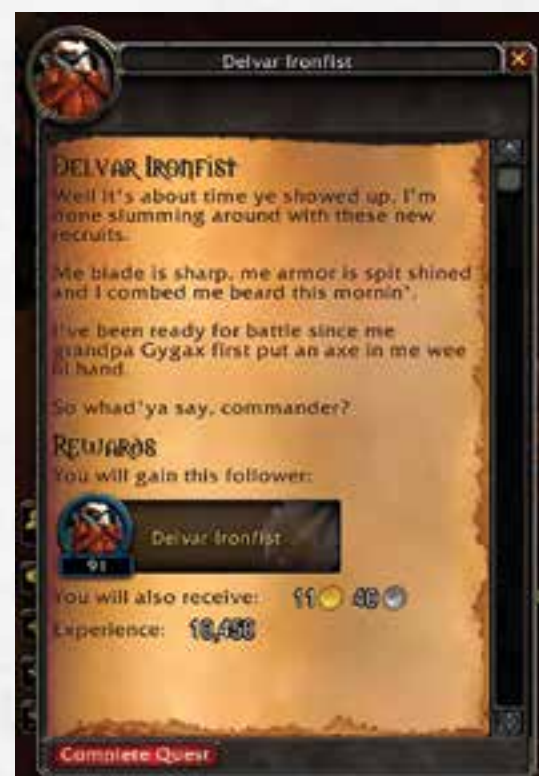 Delvar Ironfist
Delvar Ironfist
Well it's about time ye showed up. I'm
done slumming around with these new
recruits.
Me blade is sharp, me armor is spit shined
and I combed me beard this mornin'.
I've been ready for battle since me
grandpa Gygax first put an axe in me wee
lil hand.
So whad'ya say, commander?
Rewards
You will gain this follower:
Delvar Ironfist
91
You will also receive: 11
Experience:
Complete Quest